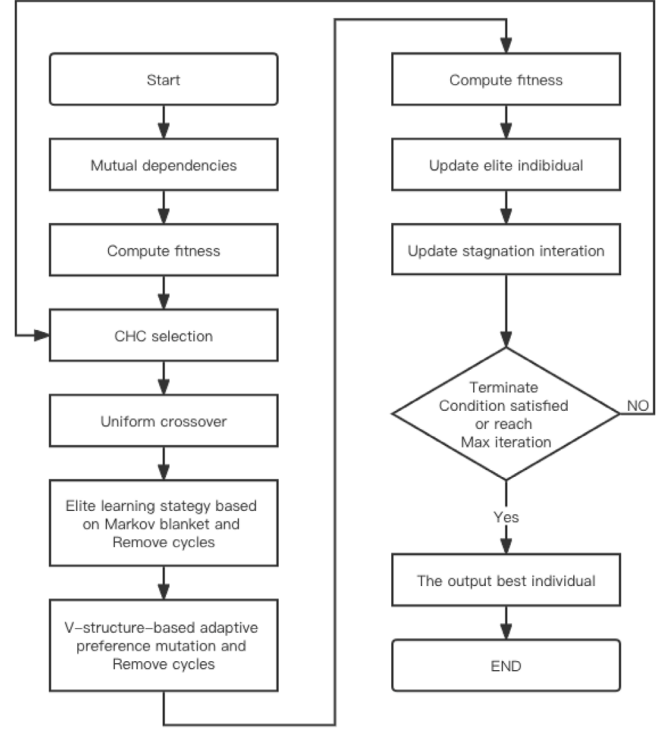 Start
Mutual dependencies
Compute fitness
CHC selection
Uniform crossover
Elite learning stategy based
on Markov blanket and
Remove cycles
V-structure-based adaptive
preference mutation and
Remove cycles
Compute fitness
Update elite indibidual
Update stagnation interation
Terminate
Condition satisfied
or reach
Max iteration
NO
Yes
The output best individual
END